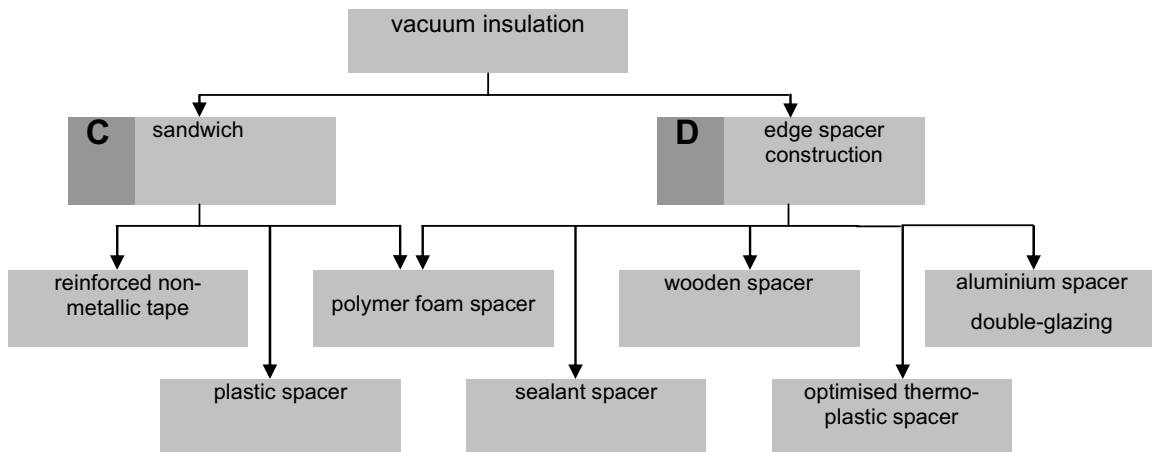 vacuum insulation
C
sandwich
D
edge spacer
construction
reinforced non-
metallic tape
polymer foam spacer
wooden spacer
aluminium spacer
double-glazing
plastic spacer
sealant spacer
optimised thermo-
plastic spacer